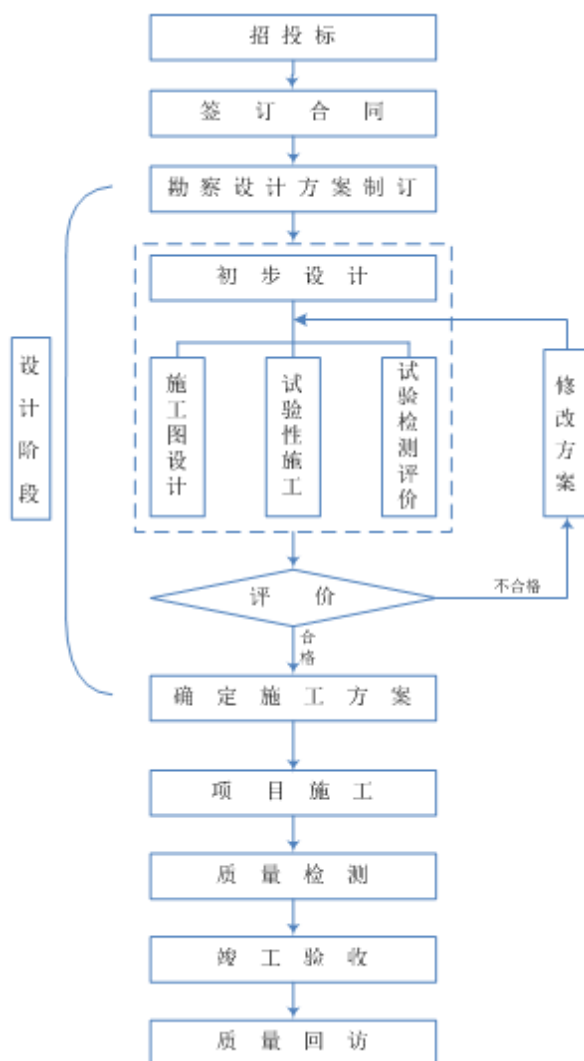 招投标
签订合同
勘察设计方案制订
初步设计
设计阶段
施工图设计
试验性施工
试验检测评价
修改方案
评价
不合格
合格
确定施工方案
项目施工
质量检测
竣工验收
质量回访